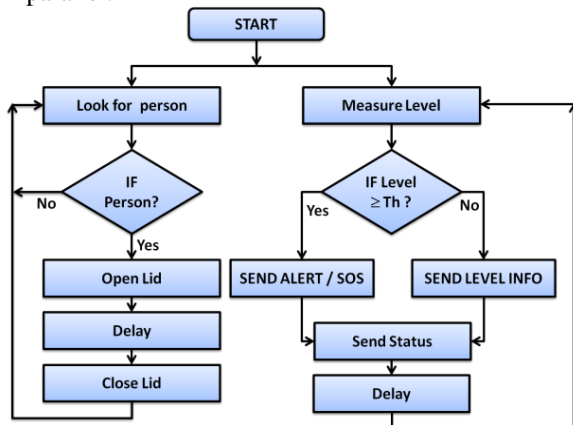 START
Look for person
Measure Level
IF
Person?
No
Yes
Open Lid
Delay
Close Lid
IF Level
≥ Th ?
Yes
No
SEND ALERT / SOS
SEND LEVEL INFO
Send Status
Delay